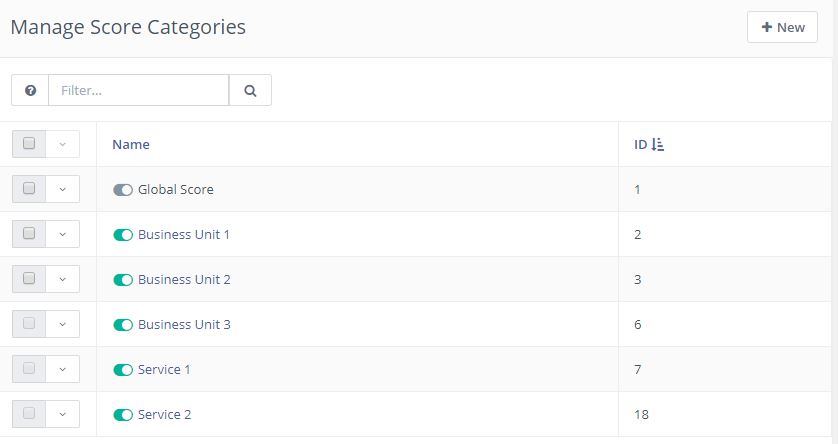 Manage Score Categories
+ New
Filter...
Name ID
Global Score 1
Business Unit 1 2
Business Unit 2 3
Business Unit 3 6
Service 1 7
Service 2 18